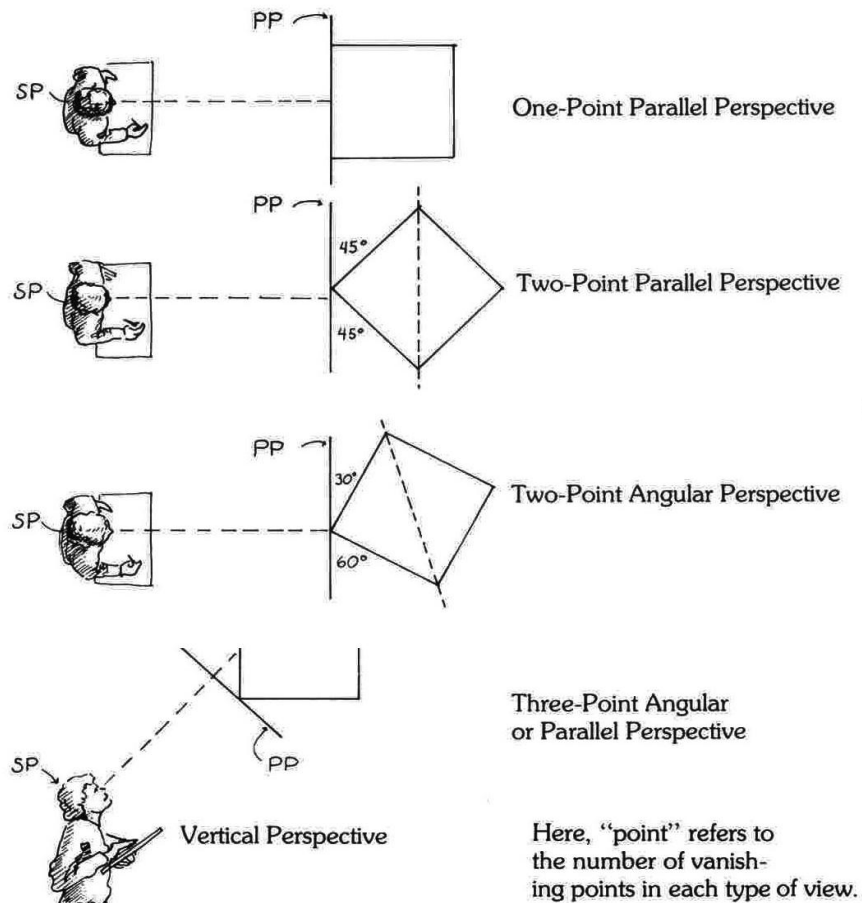 PP
SP
One-Point Parallel Perspective
PP
45°
SP
Two-Point Parallel Perspective
45°
PP
30°
Two-Point Angular Perspective
SP
60°
Three-Point Angular
or Parallel Perspective
PP
SP
Vertical Perspective
Here, “point” refers to
the number of vanish-
ing points in each type of view.